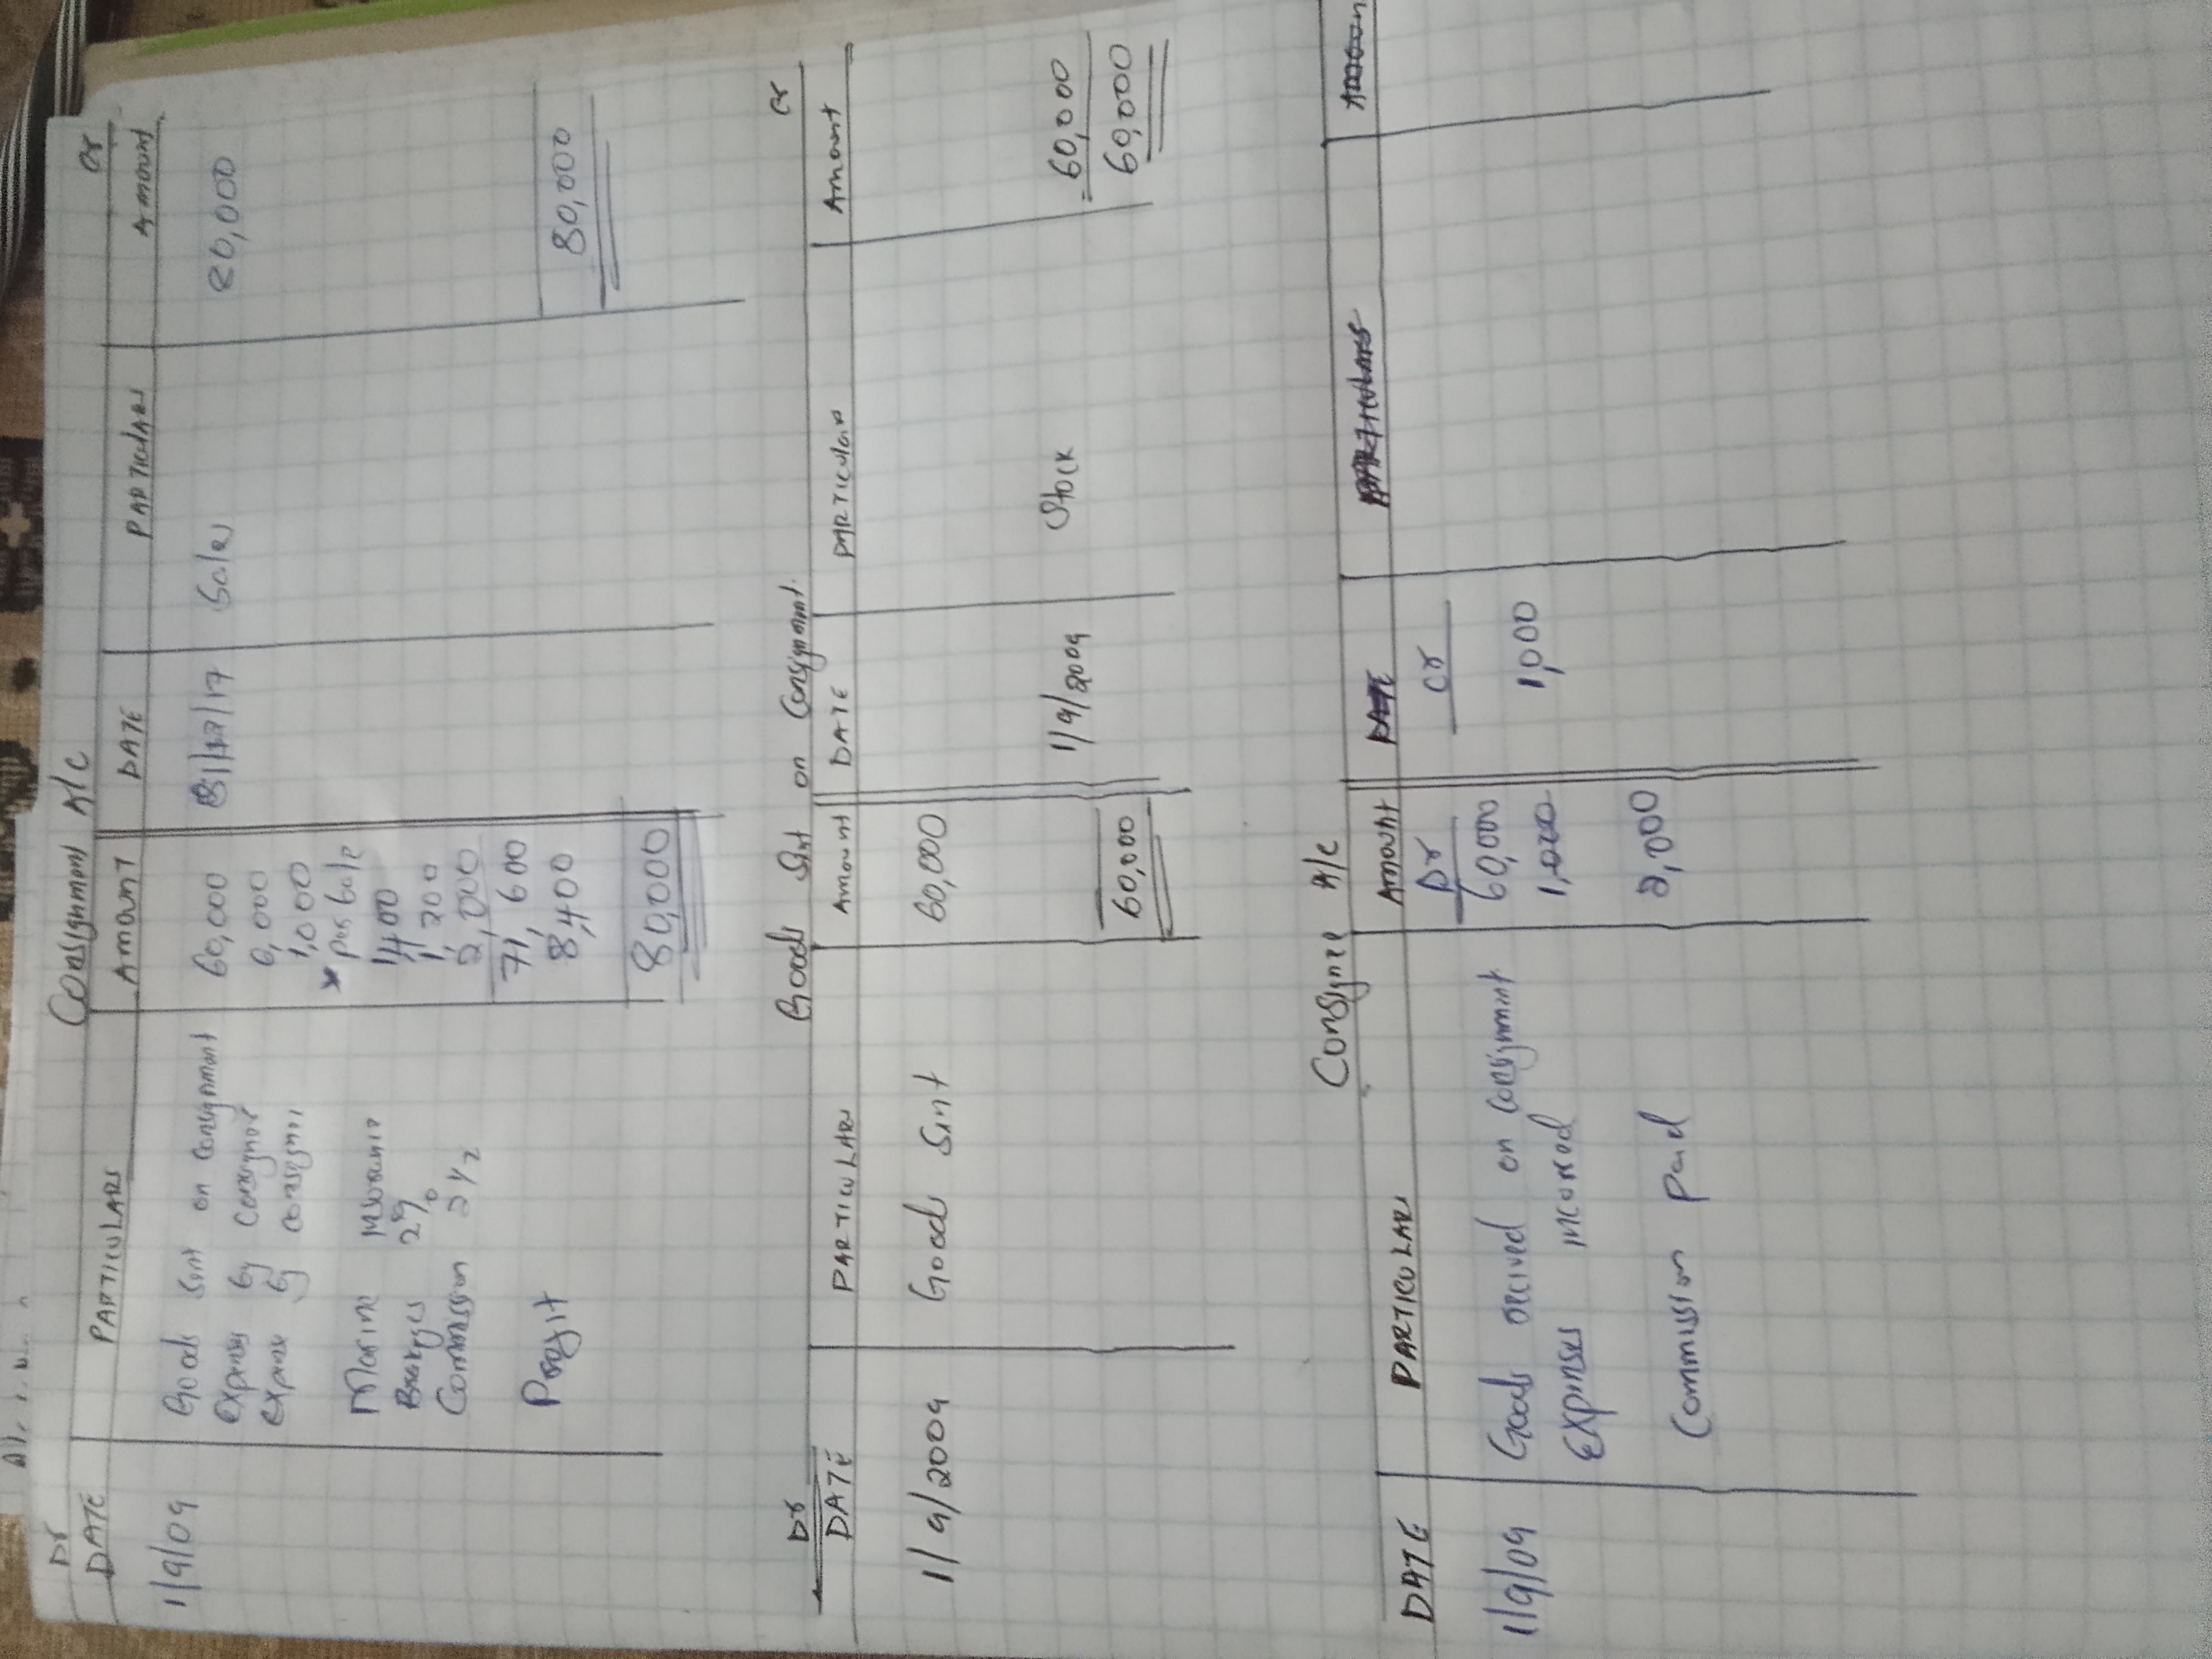 Consignment A/C
Dr Cr
DATE PARTICULARS AMOUNT DATE PARTICULARS Amount
1/9/09 Goods sent on consignment 60,000 31/12/17 Sales 80,000
expenses by consignor 6,000
expense by consignee 1,000
* pos Sale
Marine insurance 1,400
2% 1,200
Commission 2 1/2 2,000
71,600
Profit 8,400
80,000 80,000
Goods Sent on Consignment.
Dr Cr
DATE PARTICULARS Amount DATE PARTICULARS Amount
1/9/2009 Goods Sent 60,000
1/9/2009 Stock 60,000
60,000 60,000
Consignee A/c
DATE PARTICULARS AMOUNT DATE PARTICULARS Amount
Dr Cr
1/9/09 Goods received on consignment 60,000
expenses incurred 1,000 1,000
Commission paid 2,000